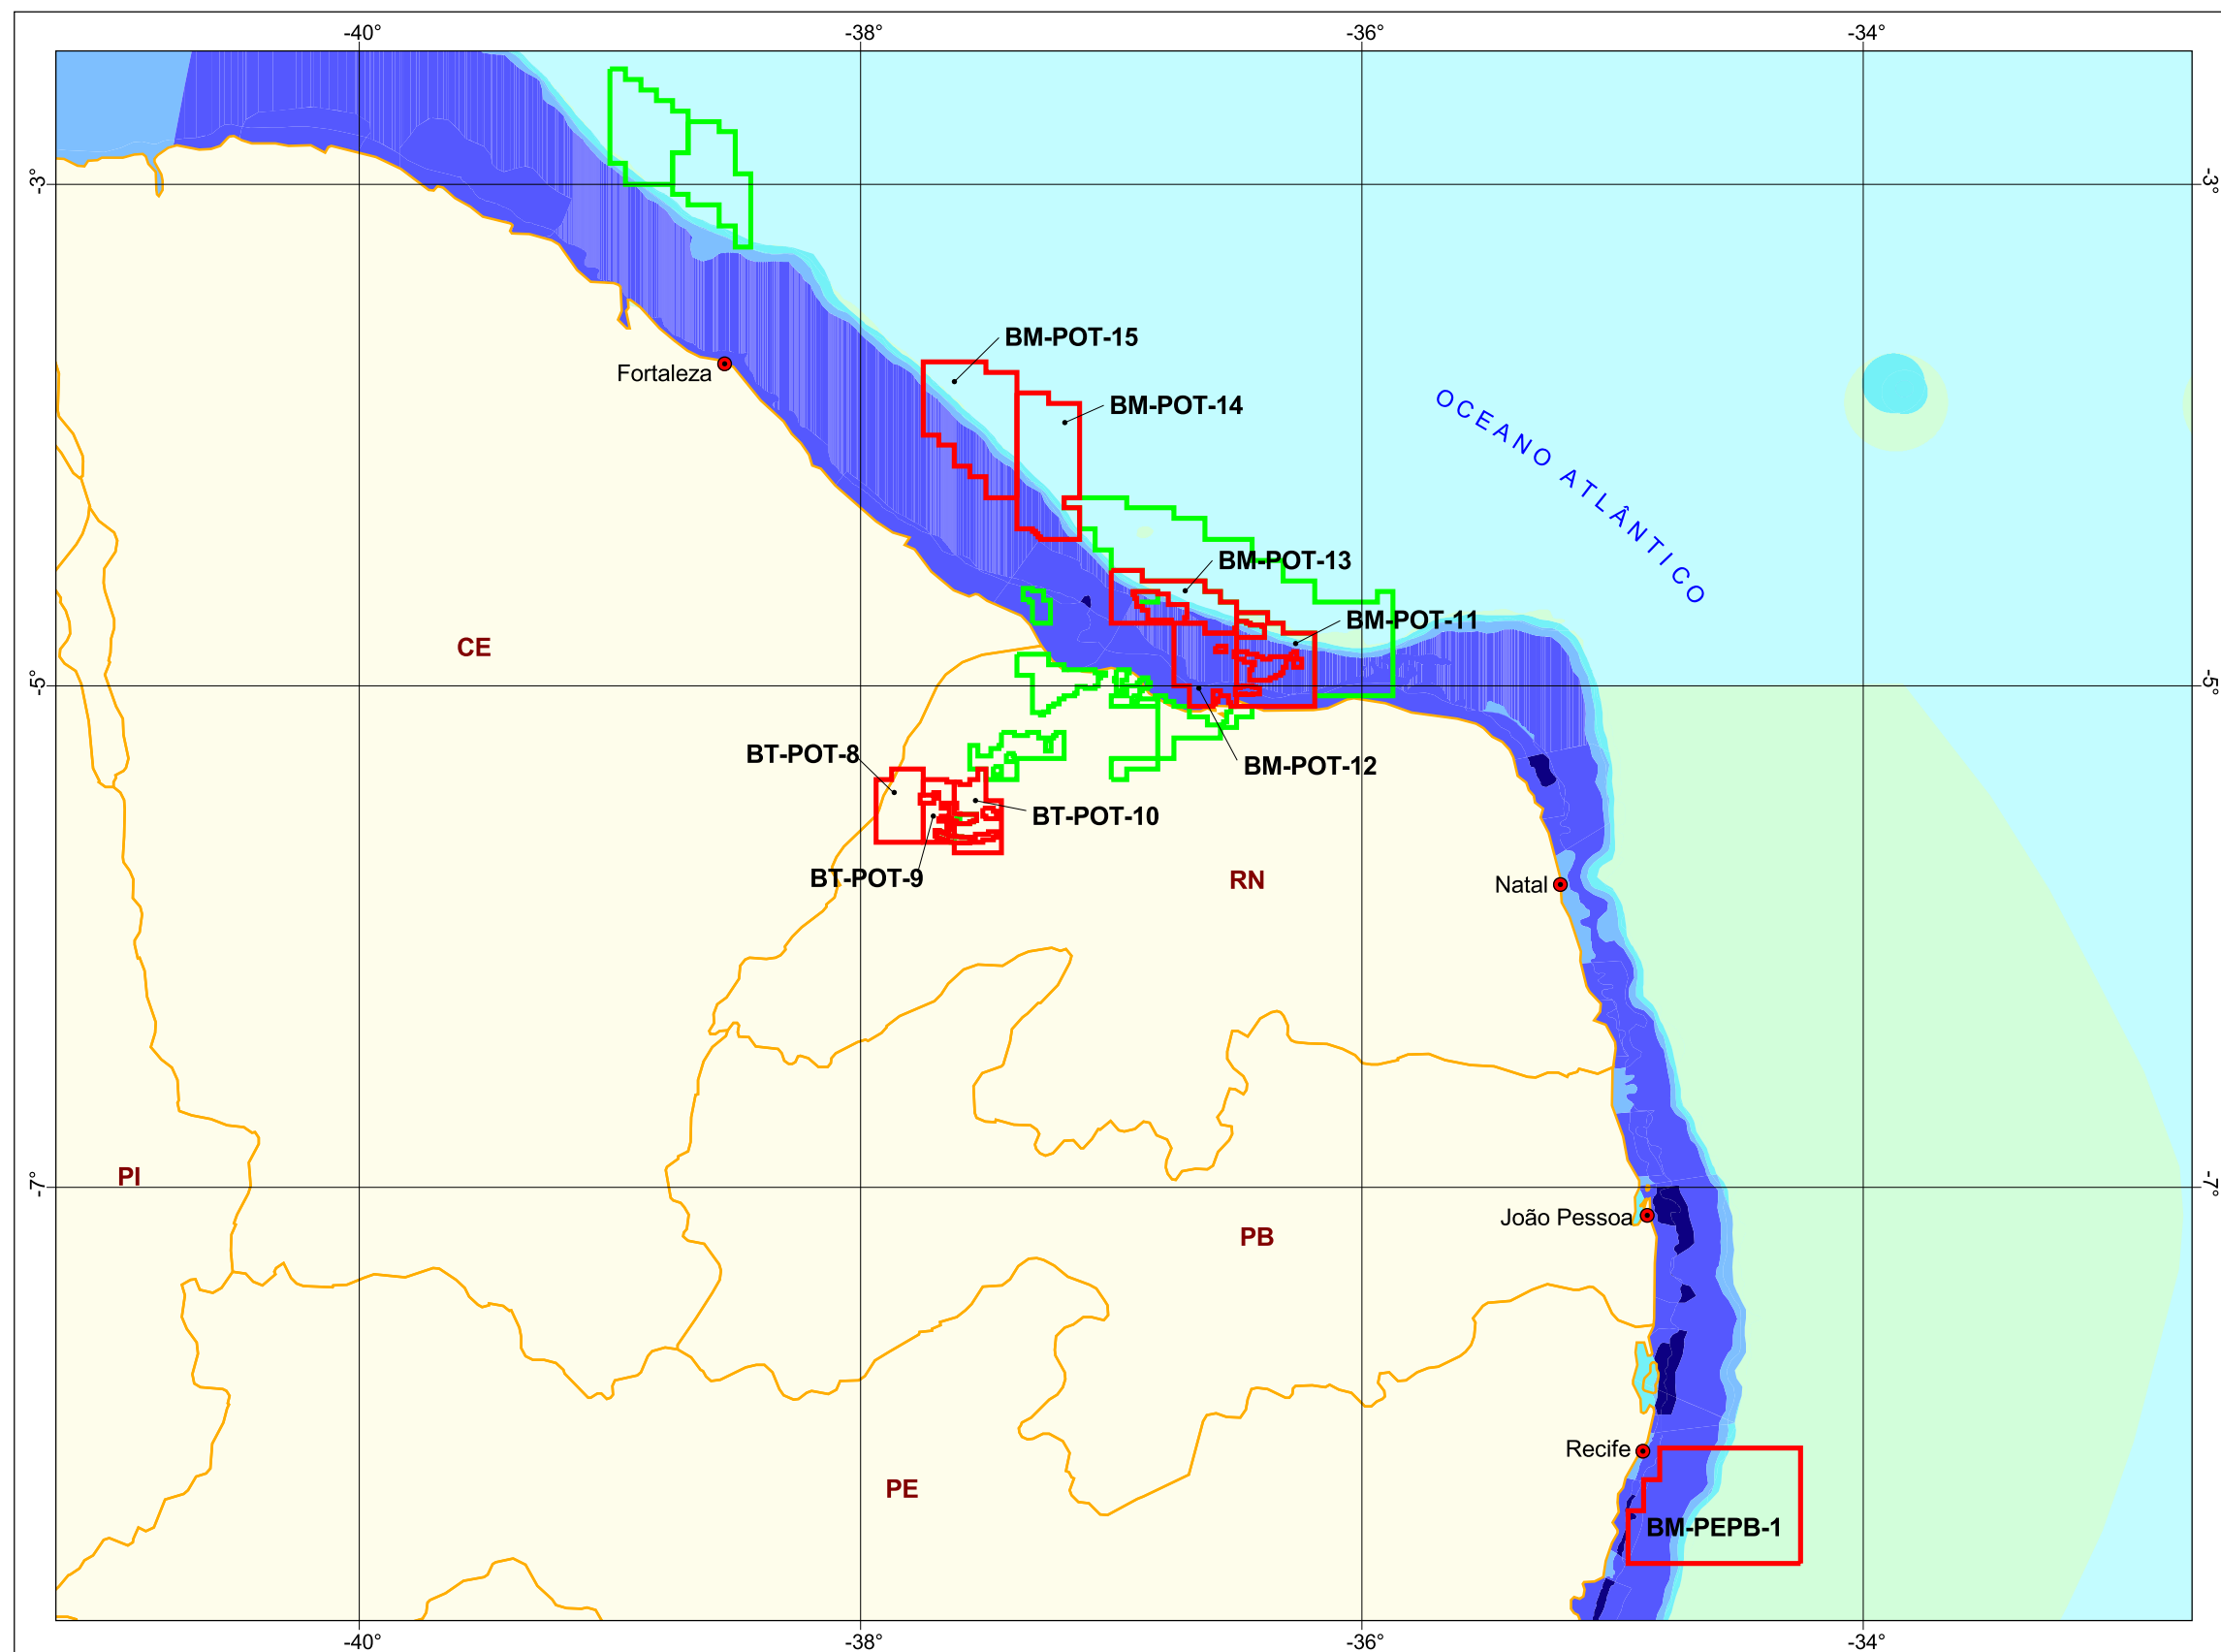 -40°
-38°
-36°
-34°
-3°
-3°
BM-POT-15
Fortaleza
BM-POT-14
OCEANO ATLÂNTICO
BM-POT-13
BM-POT-11
CE
-5°
-5°
BT-POT-8
BM-POT-12
BT-POT-10
BT-POT-9
RN
Natal
PI
-7°
-7°
João Pessoa
PB
Recife
PE
BM-PEPB-1
-40°
-38°
-36°
-34°